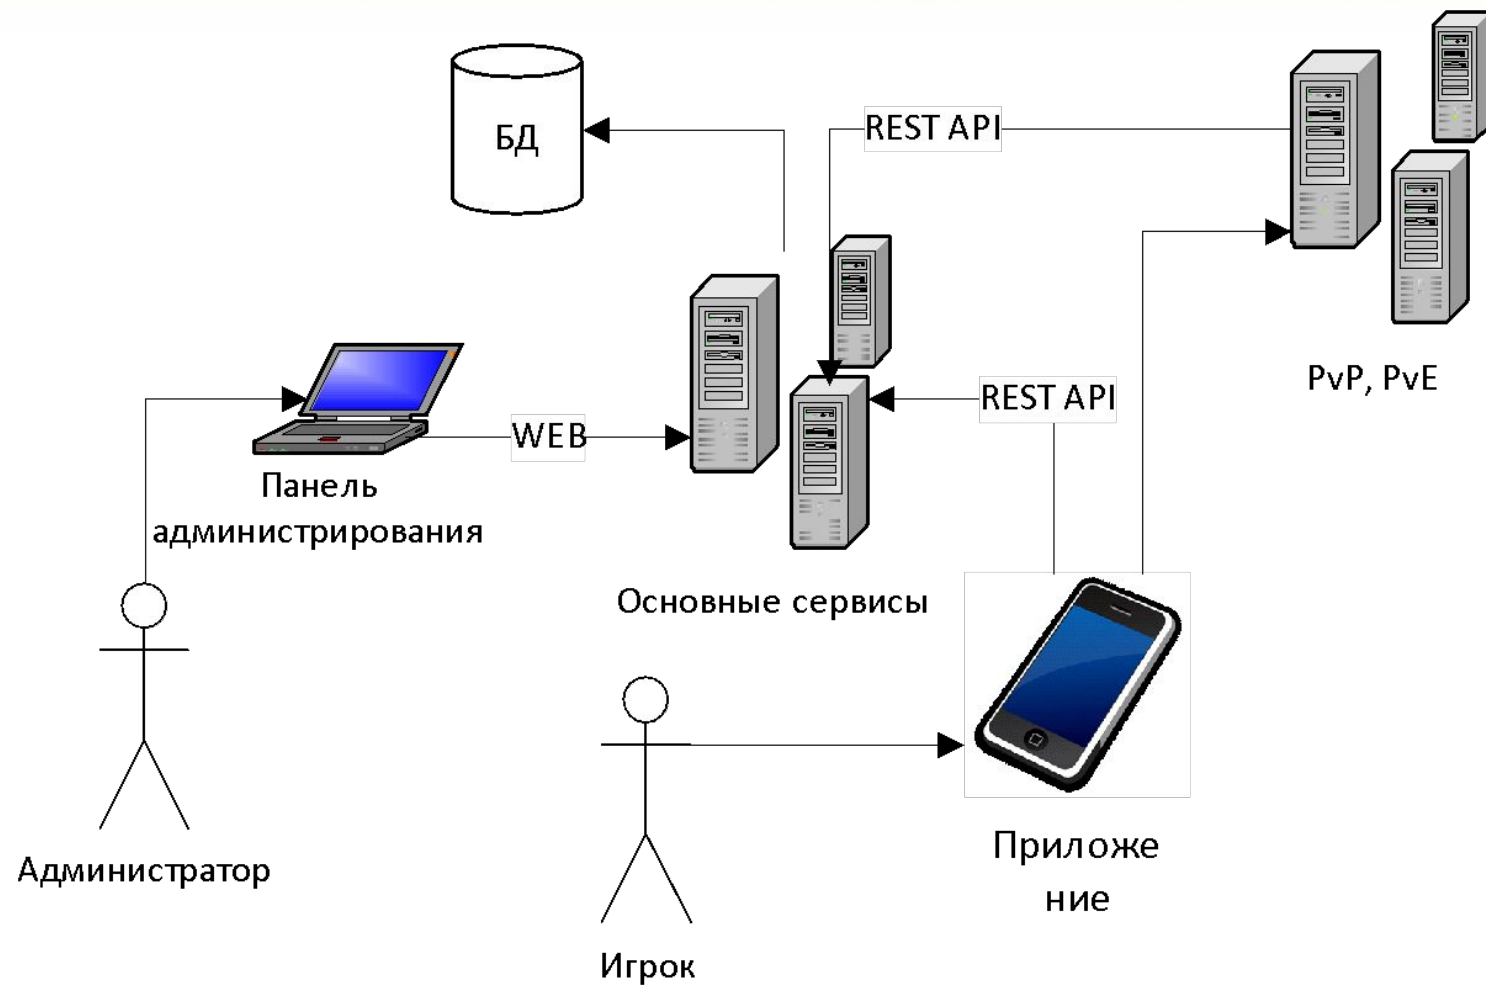 БД
REST API
PvP, PvE
REST API
WEB
Панель
администрирования
Основные сервисы
Приложе
ние
Администратор
Игрок